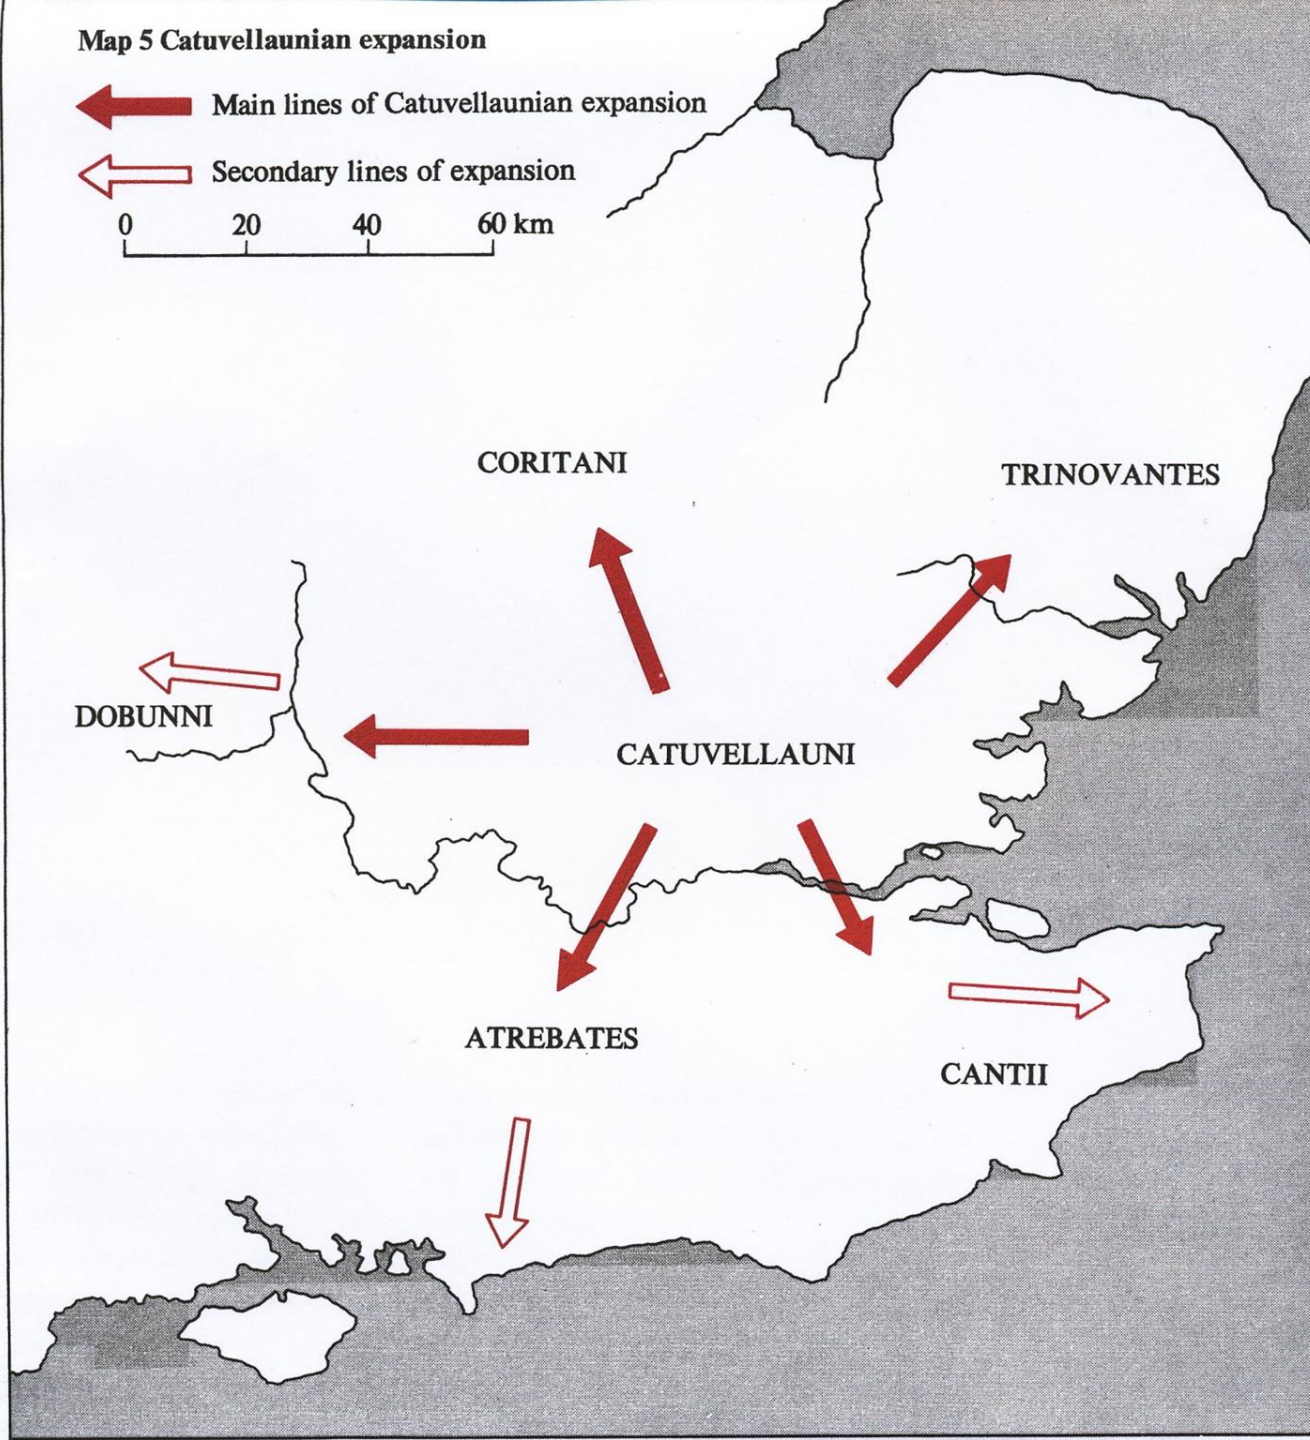 Map 5 Catuvellaunian expansion
Main lines of Catuvellaunian expansion
Secondary lines of expansion
0 20 40 60 km
CORITANI
TRINOVANTES
DOBUNNI
CATUVELLAUNI
ATREBATES
CANTII